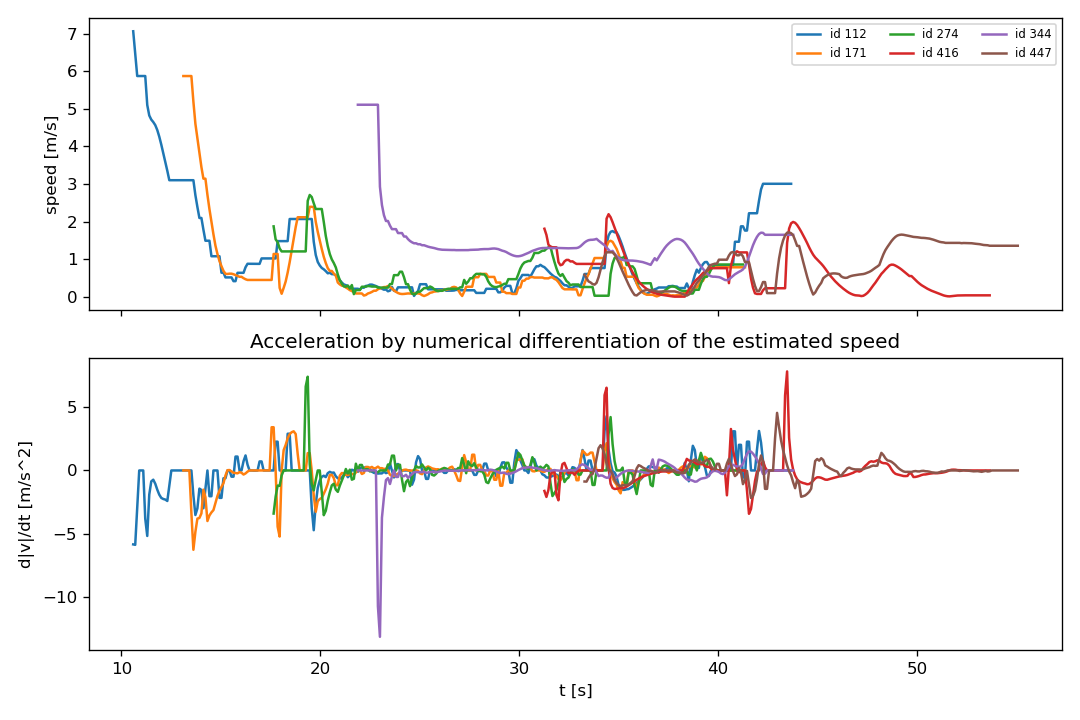 7
6
5
4
3
2
1
0
speed [m/s]
id 112 id 274 id 344
id 171 id 416 id 447
Acceleration by numerical differentiation of the estimated speed
5
0
−5
−10
d|v|/dt [m/s^2]
10 20 30 40 50
t [s]